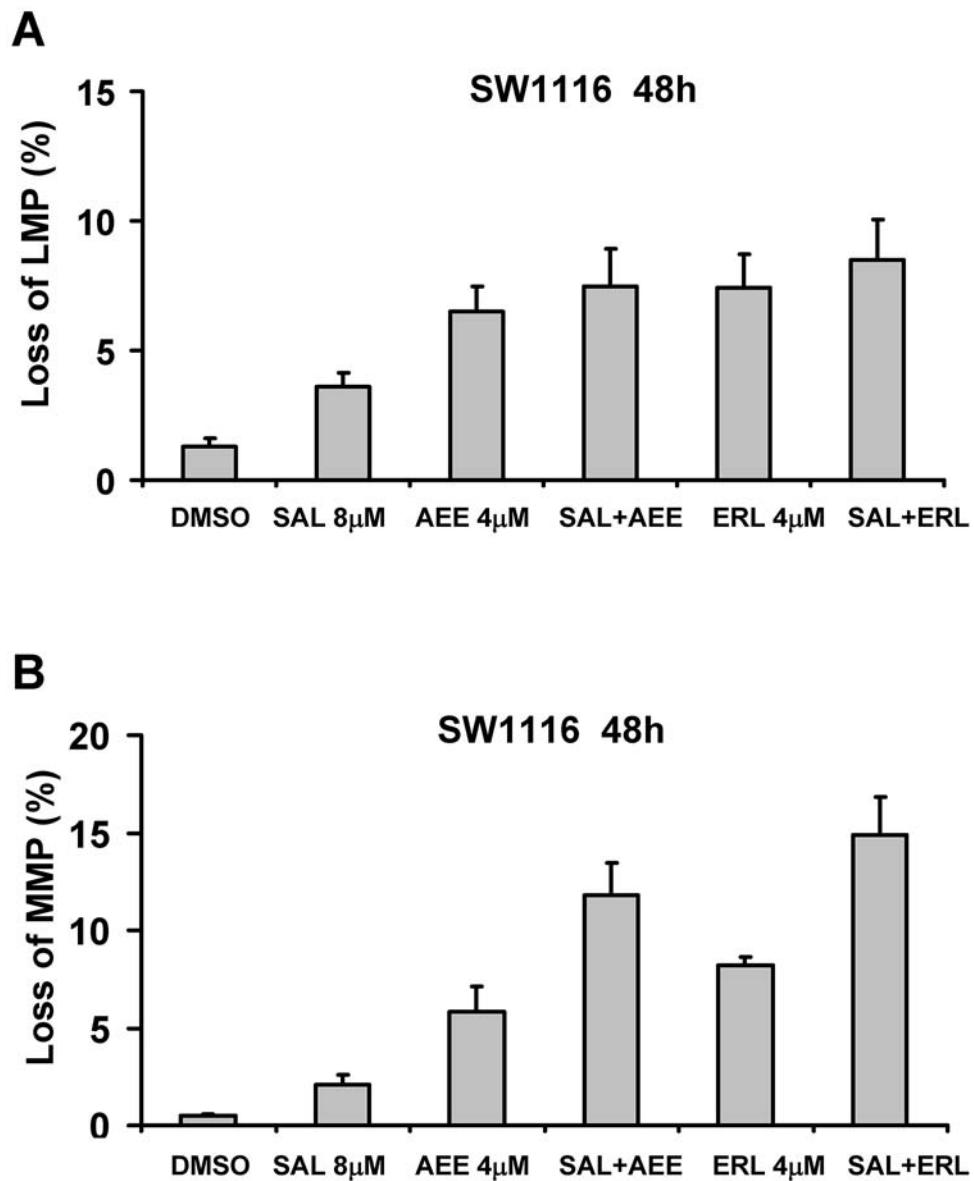 A
SW1116 48h
Loss of LMP (%)
15
10
5
0
DMSO SAL 8μM AEE 4μM SAL+AEE ERL 4μM SAL+ERL
B
SW1116 48h
Loss of MMP (%)
20
15
10
5
0
DMSO SAL 8μM AEE 4μM SAL+AEE ERL 4μM SAL+ERL